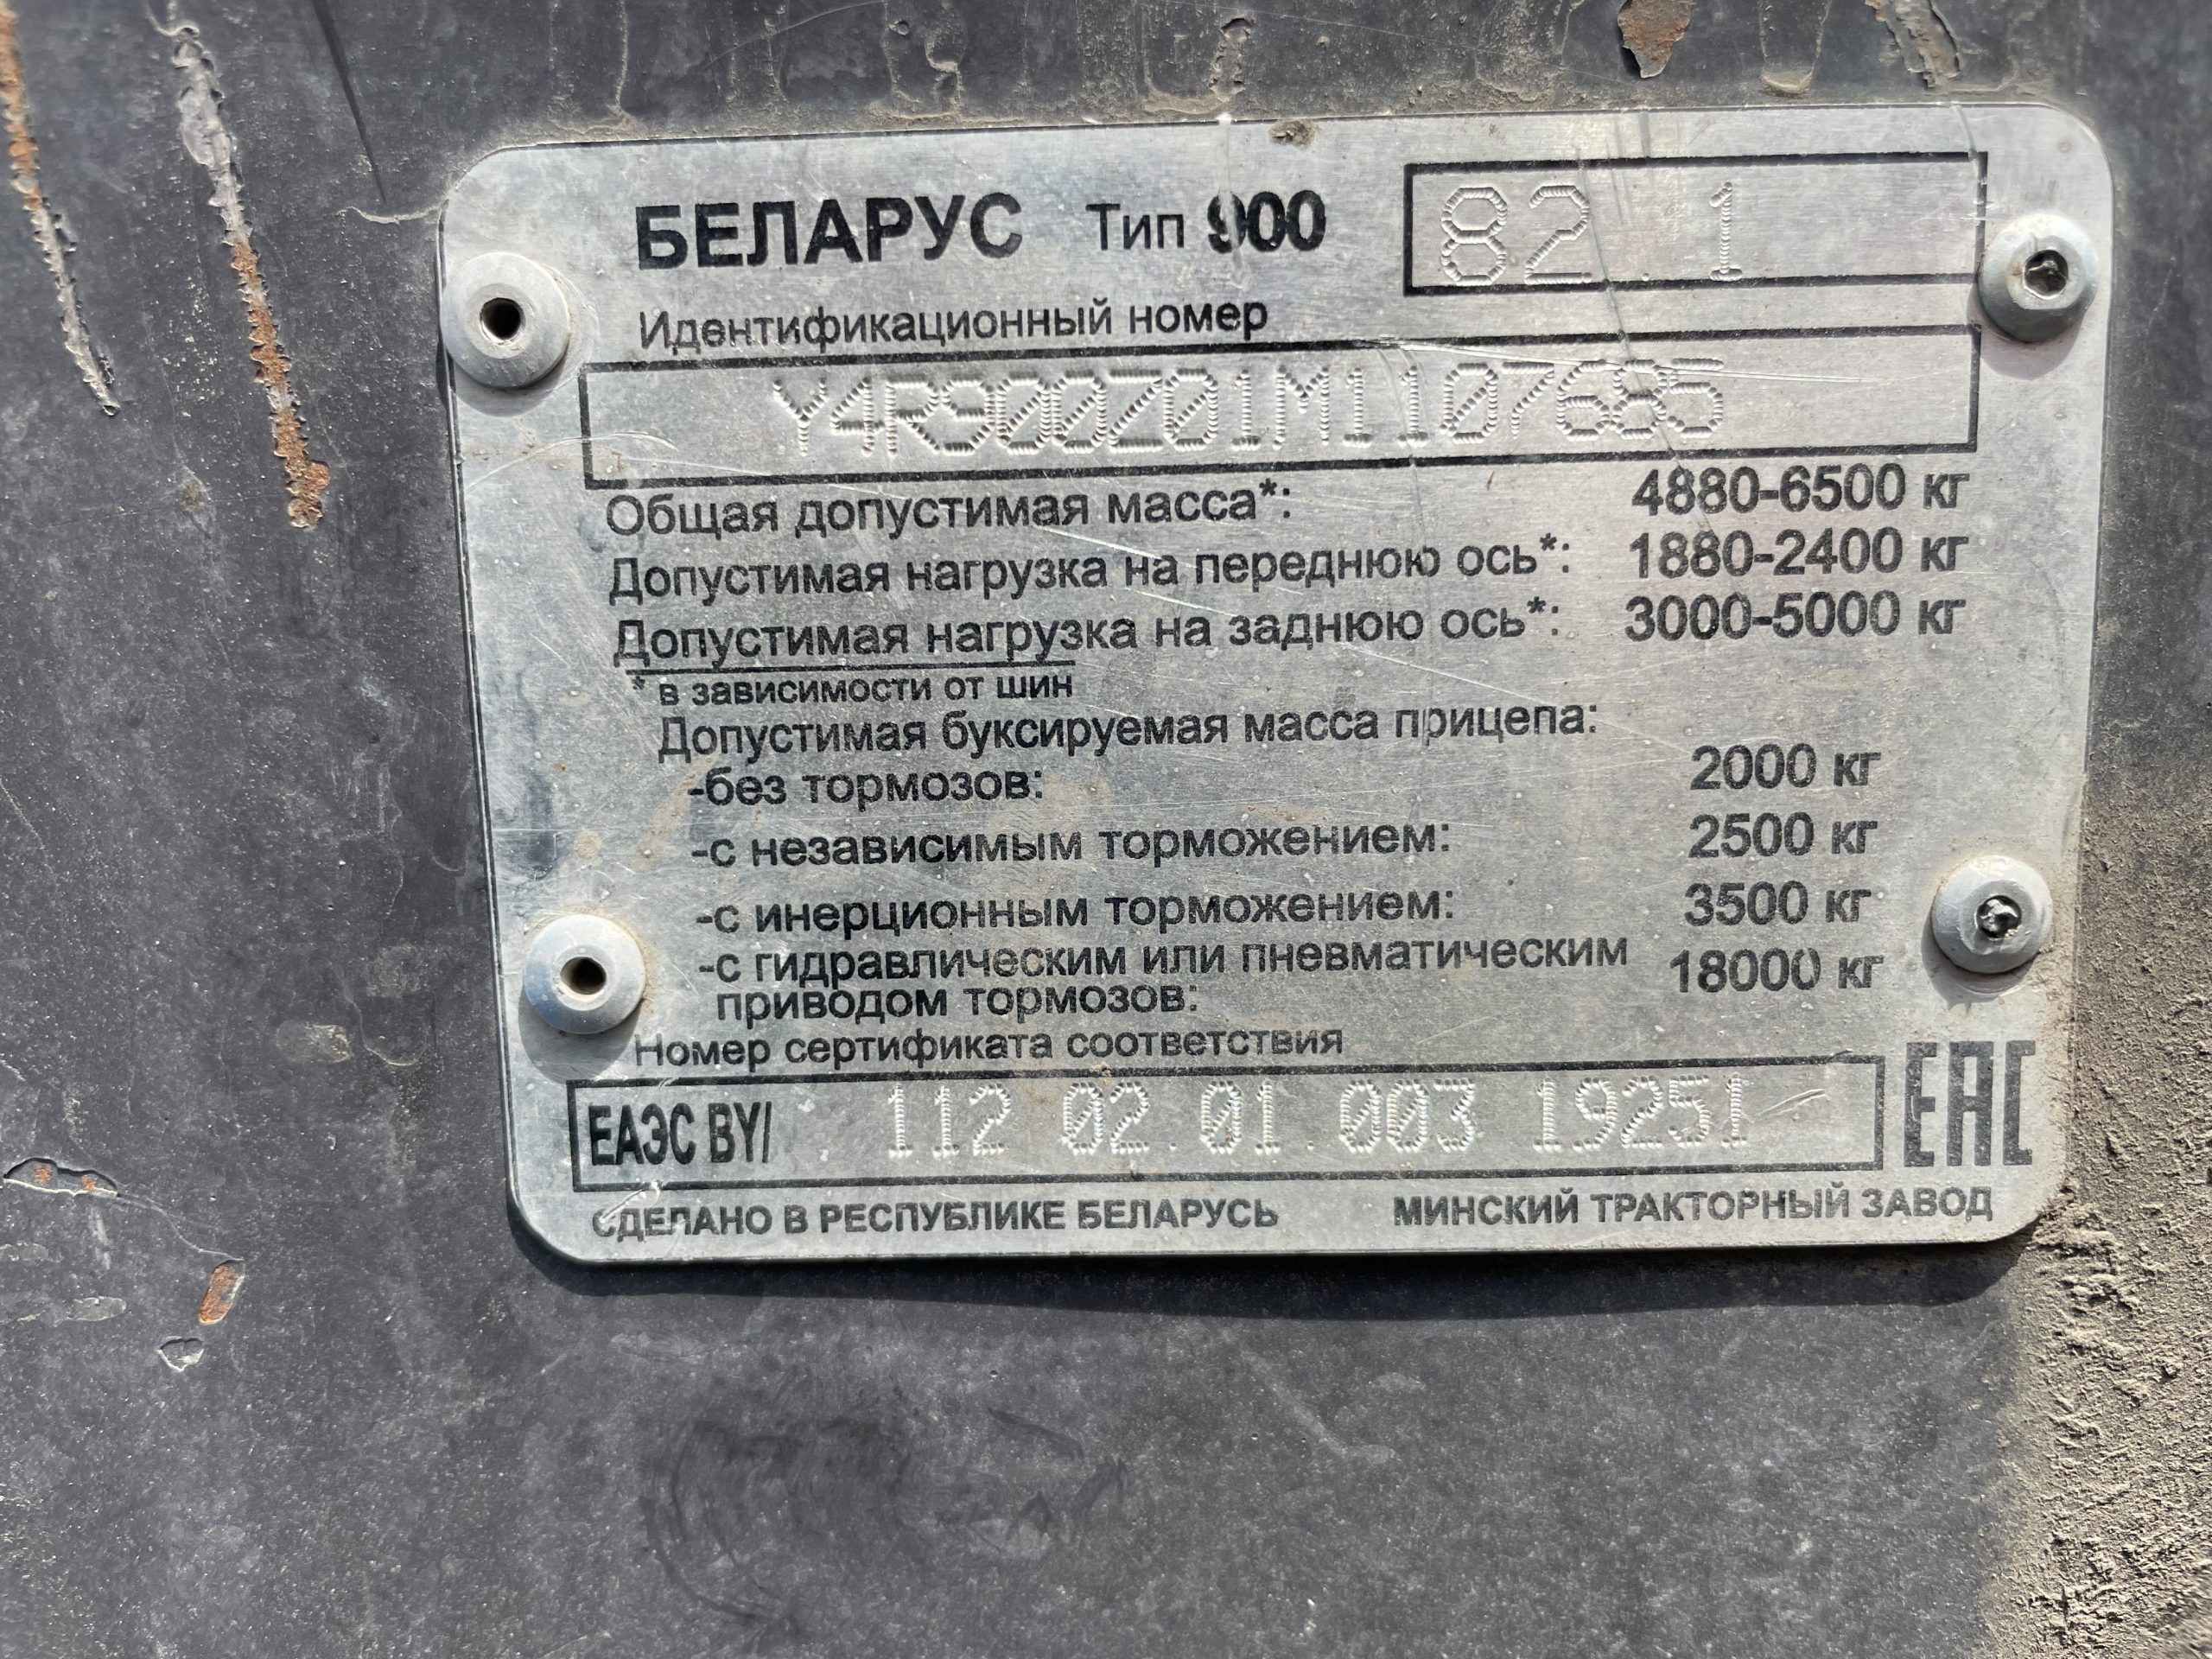 БЕЛАРУС Тип 900 82.1
Идентификационный номер
Y4R900Z01M1107685
Общая допустимая масса*: 4880-6500 кг
Допустимая нагрузка на переднюю ось*: 1880-2400 кг
Допустимая нагрузка на заднюю ось*: 3000-5000 кг
* в зависимости от шин
Допустимая буксируемая масса прицепа:
-без тормозов: 2000 кг
-с независимым торможением: 2500 кг
-с инерционным торможением: 3500 кг
-с гидравлическим или пневматическим 18000 кг
приводом тормозов:
Номер сертификата соответствия
ЕАЭС BY/ 112 02.01.003 19251
ЕАС
СДЕЛАНО В РЕСПУБЛИКЕ БЕЛАРУСЬ МИНСКИЙ ТРАКТОРНЫЙ ЗАВОД